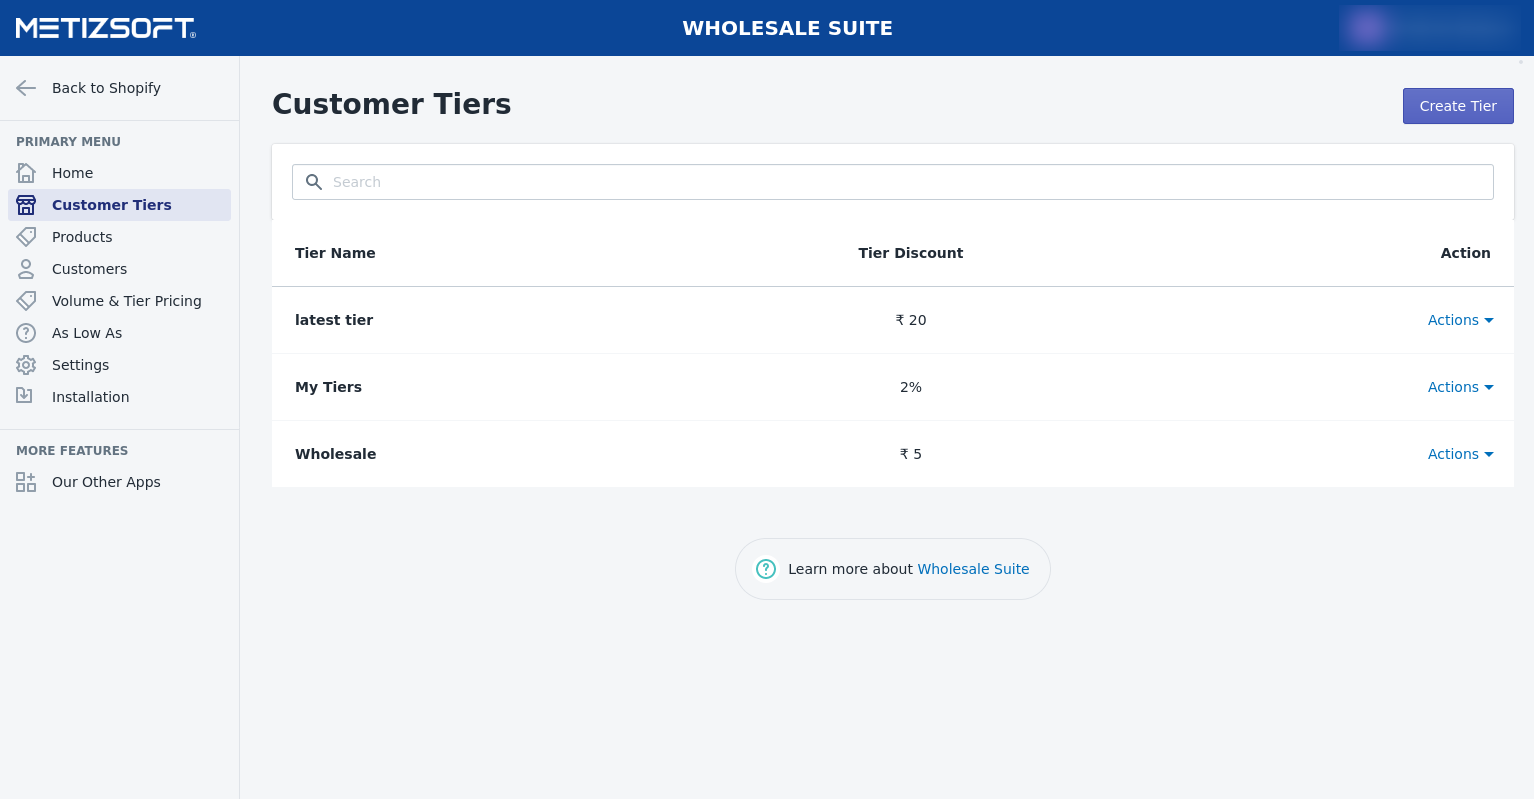 METIZSOFT®
WHOLESALE SUITE
Back to Shopify
PRIMARY MENU
Home
Customer Tiers
Products
Customers
Volume & Tier Pricing
As Low As
Settings
Installation
MORE FEATURES
Our Other Apps
Customer Tiers
Create Tier
Search
Tier Name Tier Discount Action
latest tier ₹ 20 Actions
My Tiers 2% Actions
Wholesale ₹ 5 Actions
Learn more about Wholesale Suite